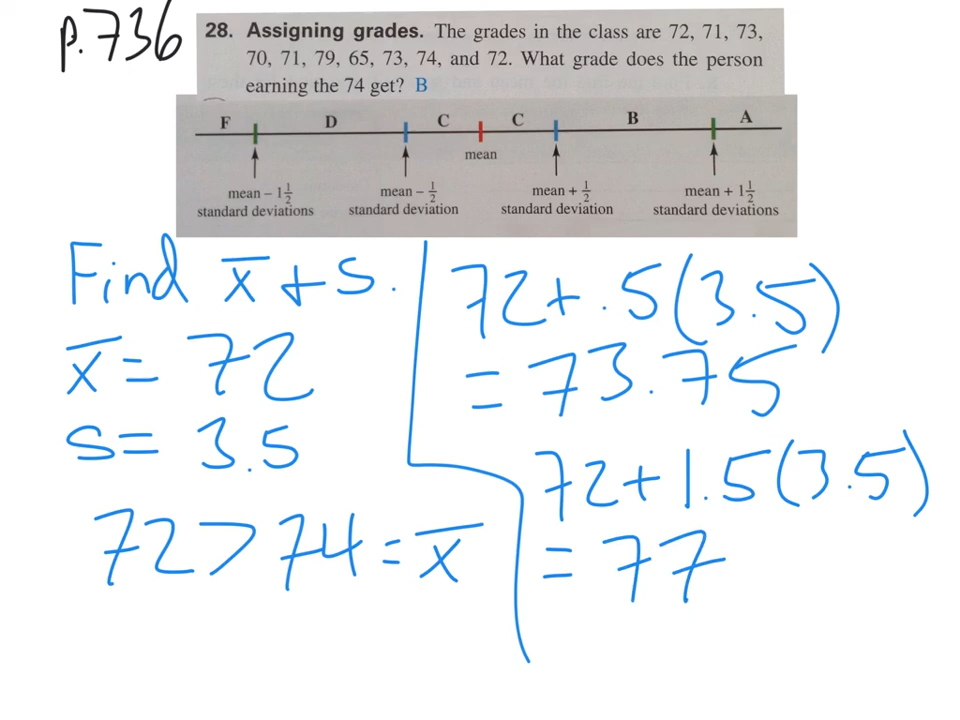 p.736
28. Assigning grades. The grades in the class are 72, 71, 73,
70, 71, 79, 65, 73, 74, and 72. What grade does the person
earning the 74 get? B
F D C C B A
mean
mean – 1½ mean – ½ mean + ½ mean + 1½
standard deviations standard deviation standard deviation standard deviations
Find x̄ + s.
x̄ = 72
s = 3.5
72 > 74 = x̄
72 + .5(3.5)
= 73.75
72 + 1.5(3.5)
= 77